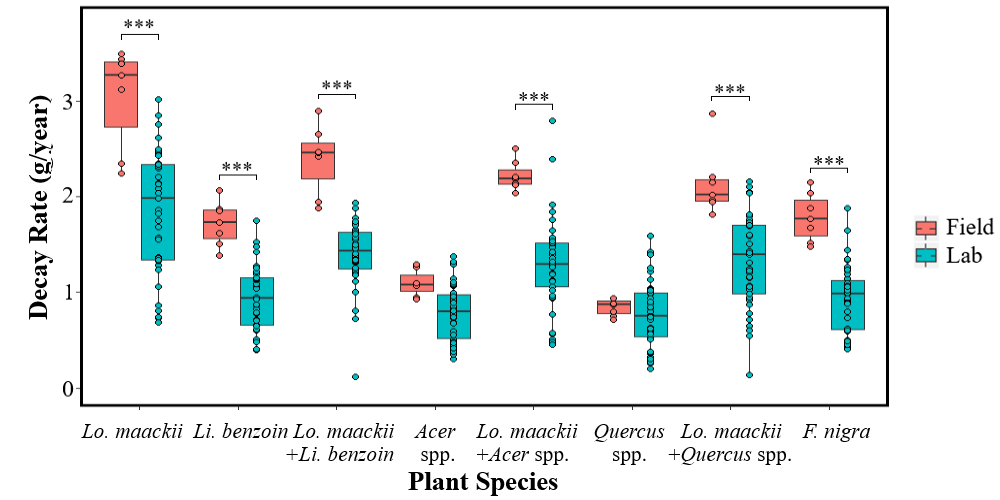 ***
***
***
***
***
***
3
2
1
0
Decay Rate (g/year)
Field
Lab
Lo. maackii Li. benzoin Lo. maackii Acer Lo. maackii Quercus Lo. maackii F. nigra
+Li. benzoin spp. +Acer spp. spp. +Quercus spp.
Plant Species